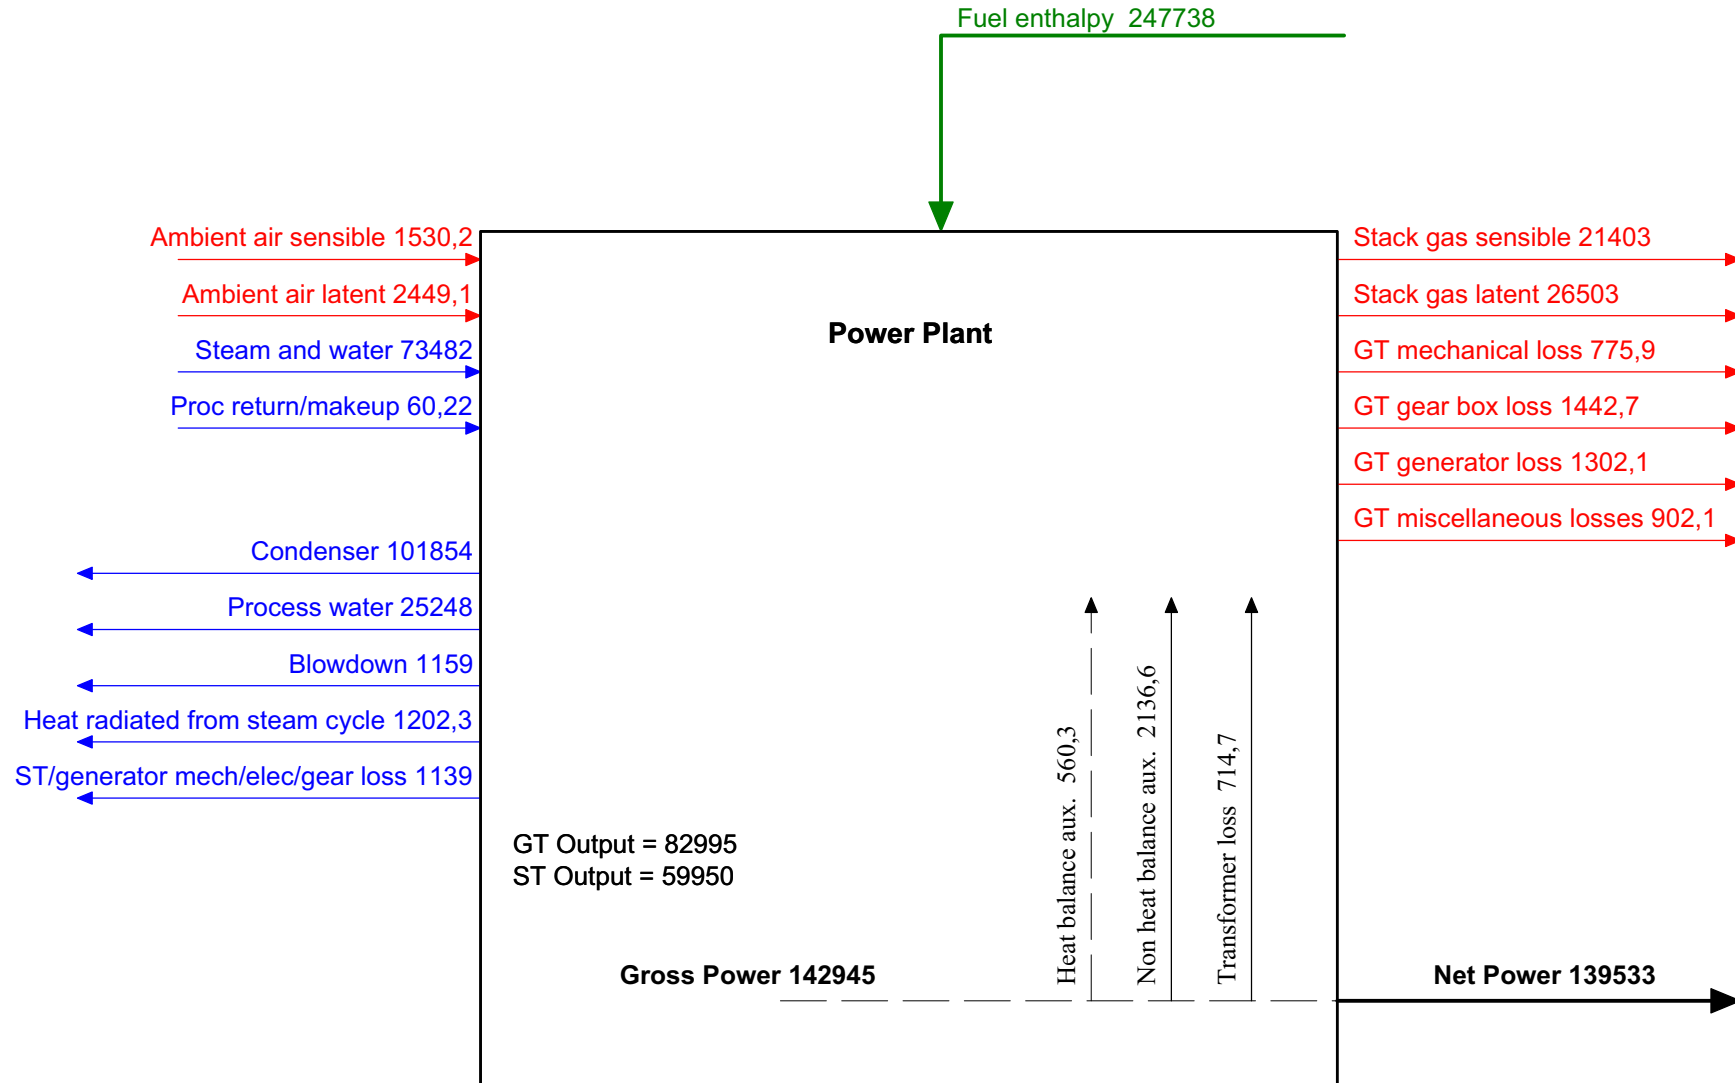 Fuel enthalpy 247738
Ambient air sensible 1530,2
Ambient air latent 2449,1
Steam and water 73482
Proc return/makeup 60,22
Power Plant
Stack gas sensible 21403
Stack gas latent 26503
GT mechanical loss 775,9
GT gear box loss 1442,7
GT generator loss 1302,1
GT miscellaneous losses 902,1
Condenser 101854
Process water 25248
Blowdown 1159
Heat radiated from steam cycle 1202,3
ST/generator mech/elec/gear loss 1139
GT Output = 82995
ST Output = 59950
Heat balance aux. 560,3
Non heat balance aux. 2136,6
Transformer loss 714,7
Gross Power 142945
Net Power 139533